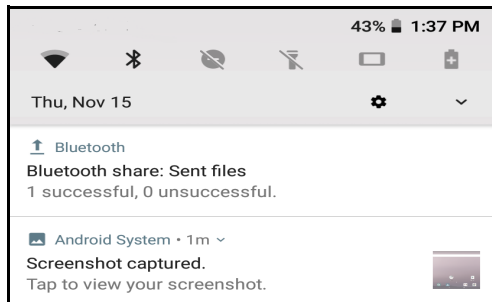 43% 1:37 PM
Thu, Nov 15
Bluetooth
Bluetooth share: Sent files
1 successful, 0 unsuccessful.
Android System • 1m
Screenshot captured.
Tap to view your screenshot.